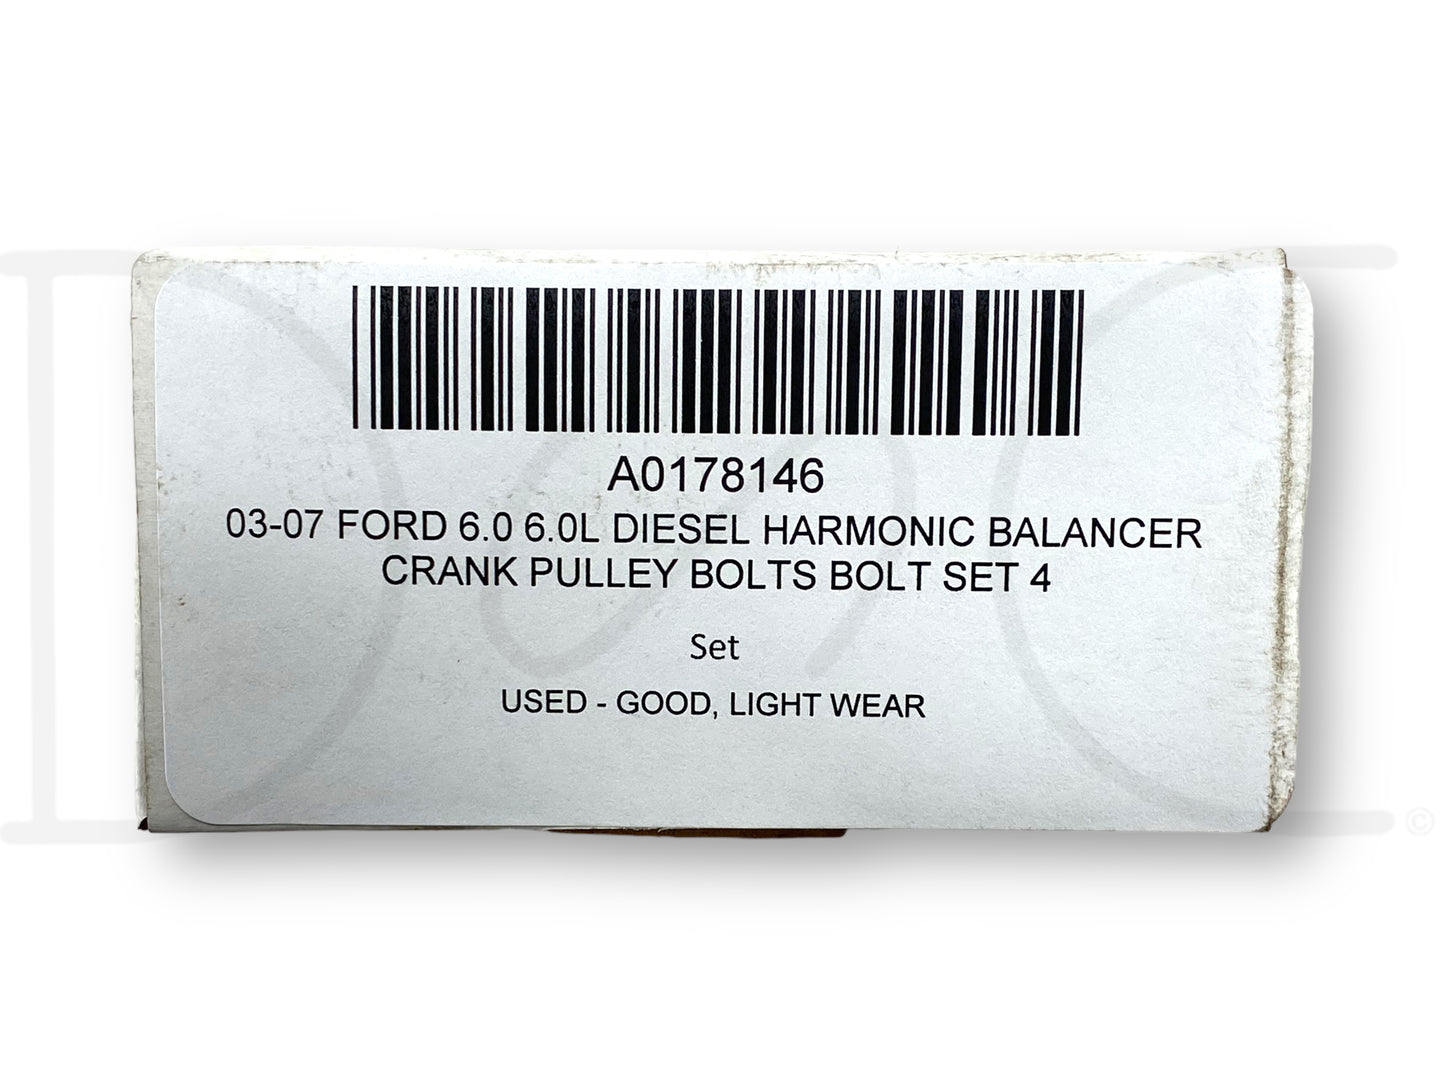 A0178146
03-07 FORD 6.0 6.0L DIESEL HARMONIC BALANCER
CRANK PULLEY BOLTS BOLT SET 4
Set
USED - GOOD, LIGHT WEAR
©